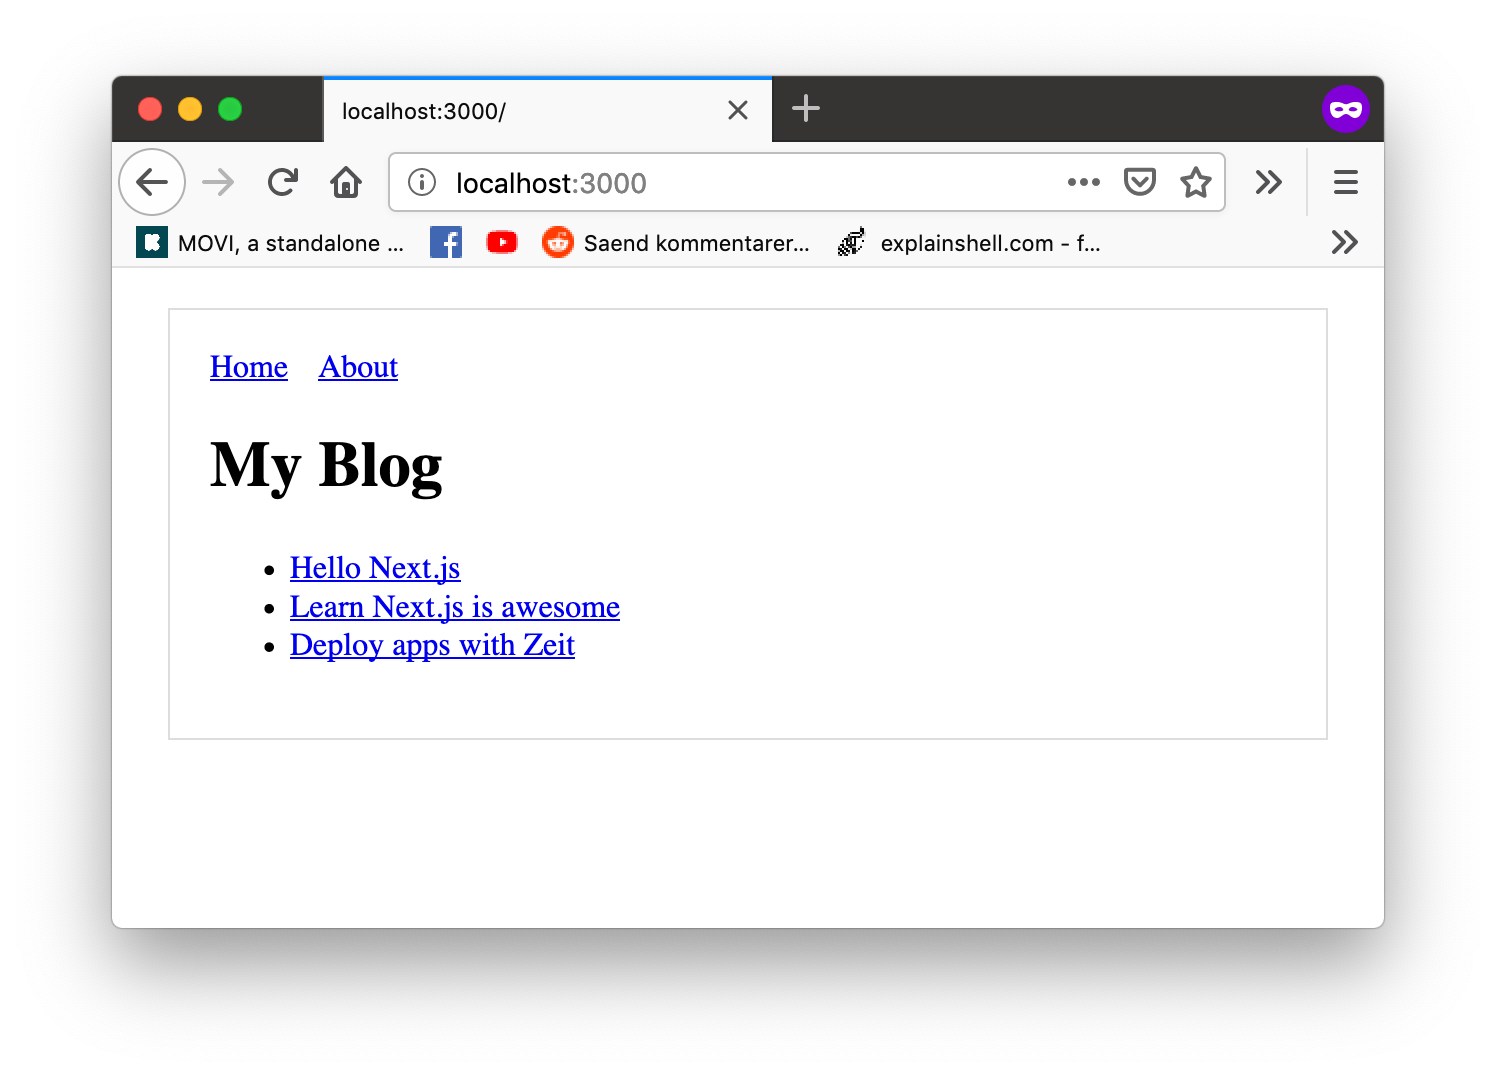 localhost:3000/
localhost:3000
MOVI, a standalone ... Saend kommentarer... explainshell.com - f...
Home About
My Blog
Hello Next.js
Learn Next.js is awesome
Deploy apps with Zeit